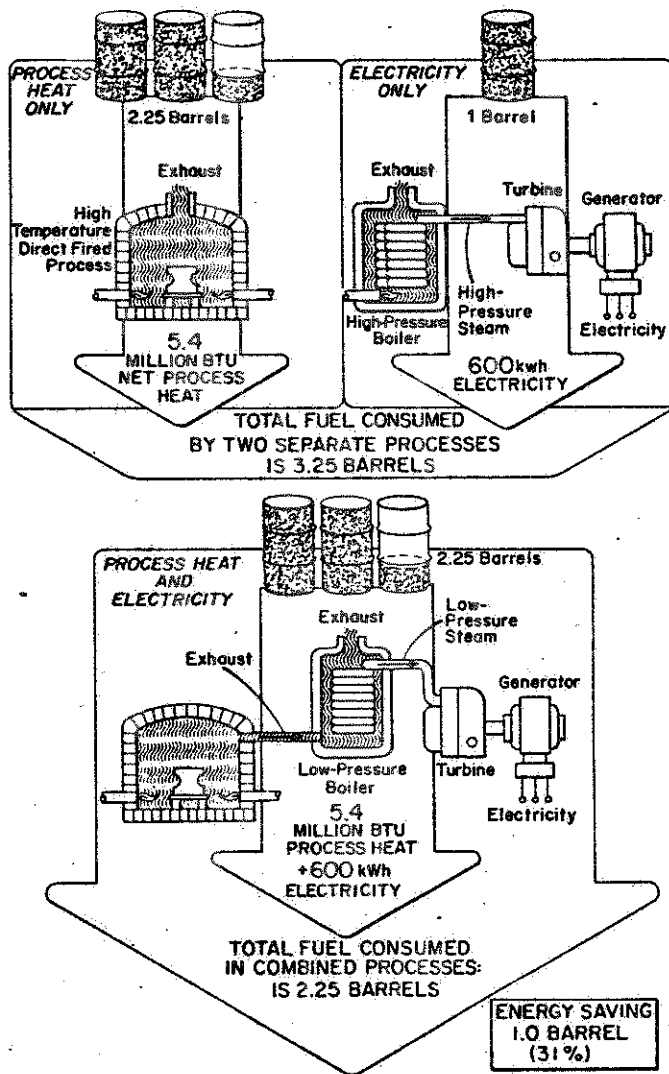 PROCESS
HEAT
ONLY
2.25 Barrels
Exhaust
High
Temperature
Direct Fired
Process
5.4
MILLION BTU
NET PROCESS
HEAT
ELECTRICITY
ONLY
1 Barrel
Exhaust
Turbine
Generator
High-Pressure
Boiler
High-
Pressure
Steam
Electricity
600 kwh
ELECTRICITY
TOTAL FUEL CONSUMED
BY TWO SEPARATE PROCESSES
IS 3.25 BARRELS
PROCESS HEAT
AND
ELECTRICITY
2.25 Barrels
Exhaust
Low-
Pressure
Steam
Exhaust
Generator
Low-Pressure
Boiler
Turbine
Electricity
5.4
MILLION BTU
PROCESS HEAT
+600 kWh
ELECTRICITY
TOTAL FUEL CONSUMED
IN COMBINED PROCESSES:
IS 2.25 BARRELS
ENERGY SAVING
1.0 BARREL
(31%)